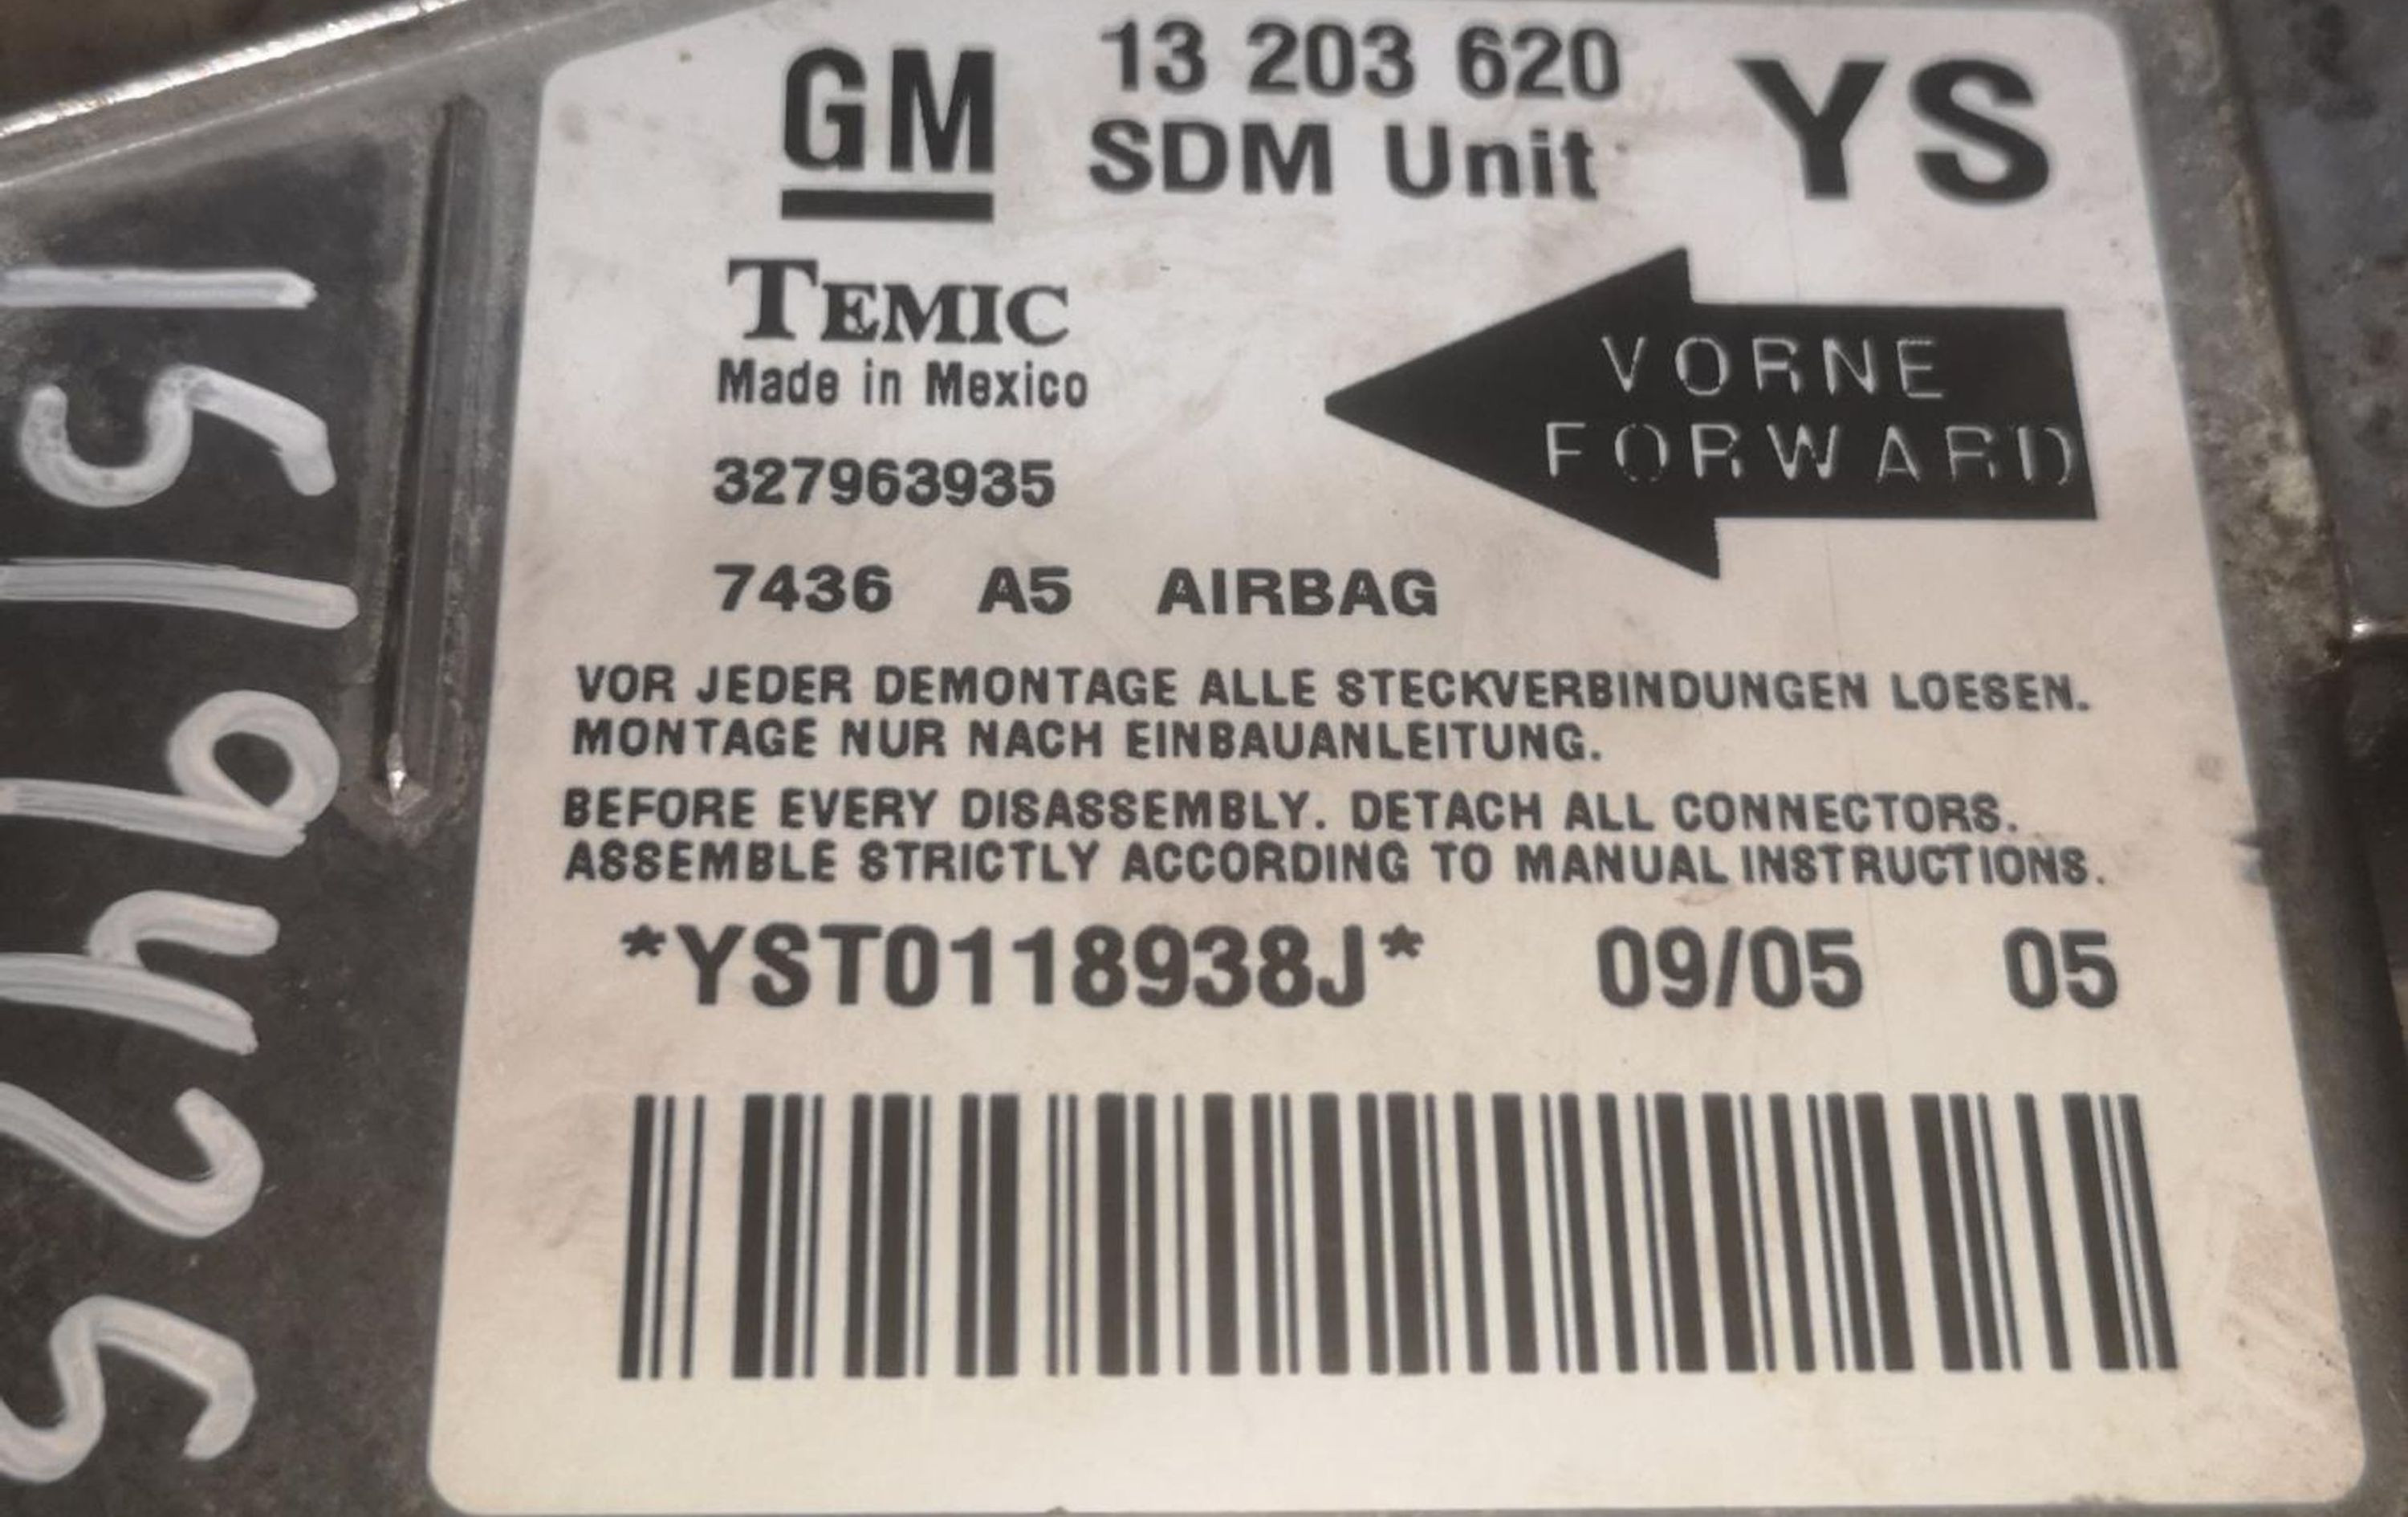 GM 13 203 620 YS
SDM Unit
TEMIC
Made in Mexico
VORNE
FORWARD
327963935
7436 A5 AIRBAG
VOR JEDER DEMONTAGE ALLE STECKVERBINDUNGEN LOESEN.
MONTAGE NUR NACH EINBAUANLEITUNG.
BEFORE EVERY DISASSEMBLY. DETACH ALL CONNECTORS.
ASSEMBLE STRICTLY ACCORDING TO MANUAL INSTRUCTIONS.
*YST0118938J* 09/05 05
1519425